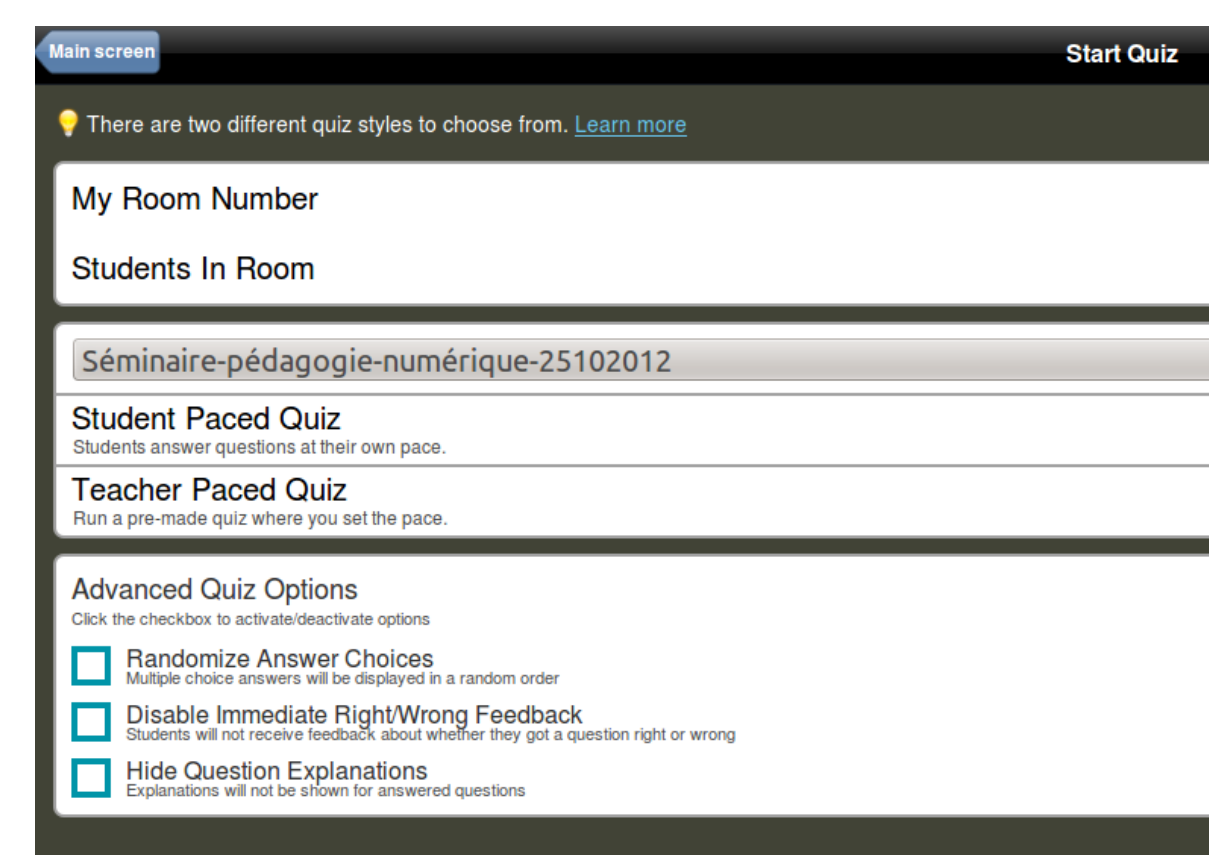 Main screen
Start Quiz
There are two different quiz styles to choose from. Learn more
My Room Number
Students In Room
Séminaire-pédagogie-numérique-25102012
Student Paced Quiz
Students answer questions at their own pace.
Teacher Paced Quiz
Run a pre-made quiz where you set the pace.
Advanced Quiz Options
Click the checkbox to activate/deactivate options
Randomize Answer Choices
Multiple choice answers will be displayed in a random order
Disable Immediate Right/Wrong Feedback
Students will not receive feedback about whether they got a question right or wrong
Hide Question Explanations
Explanations will not be shown for answered questions